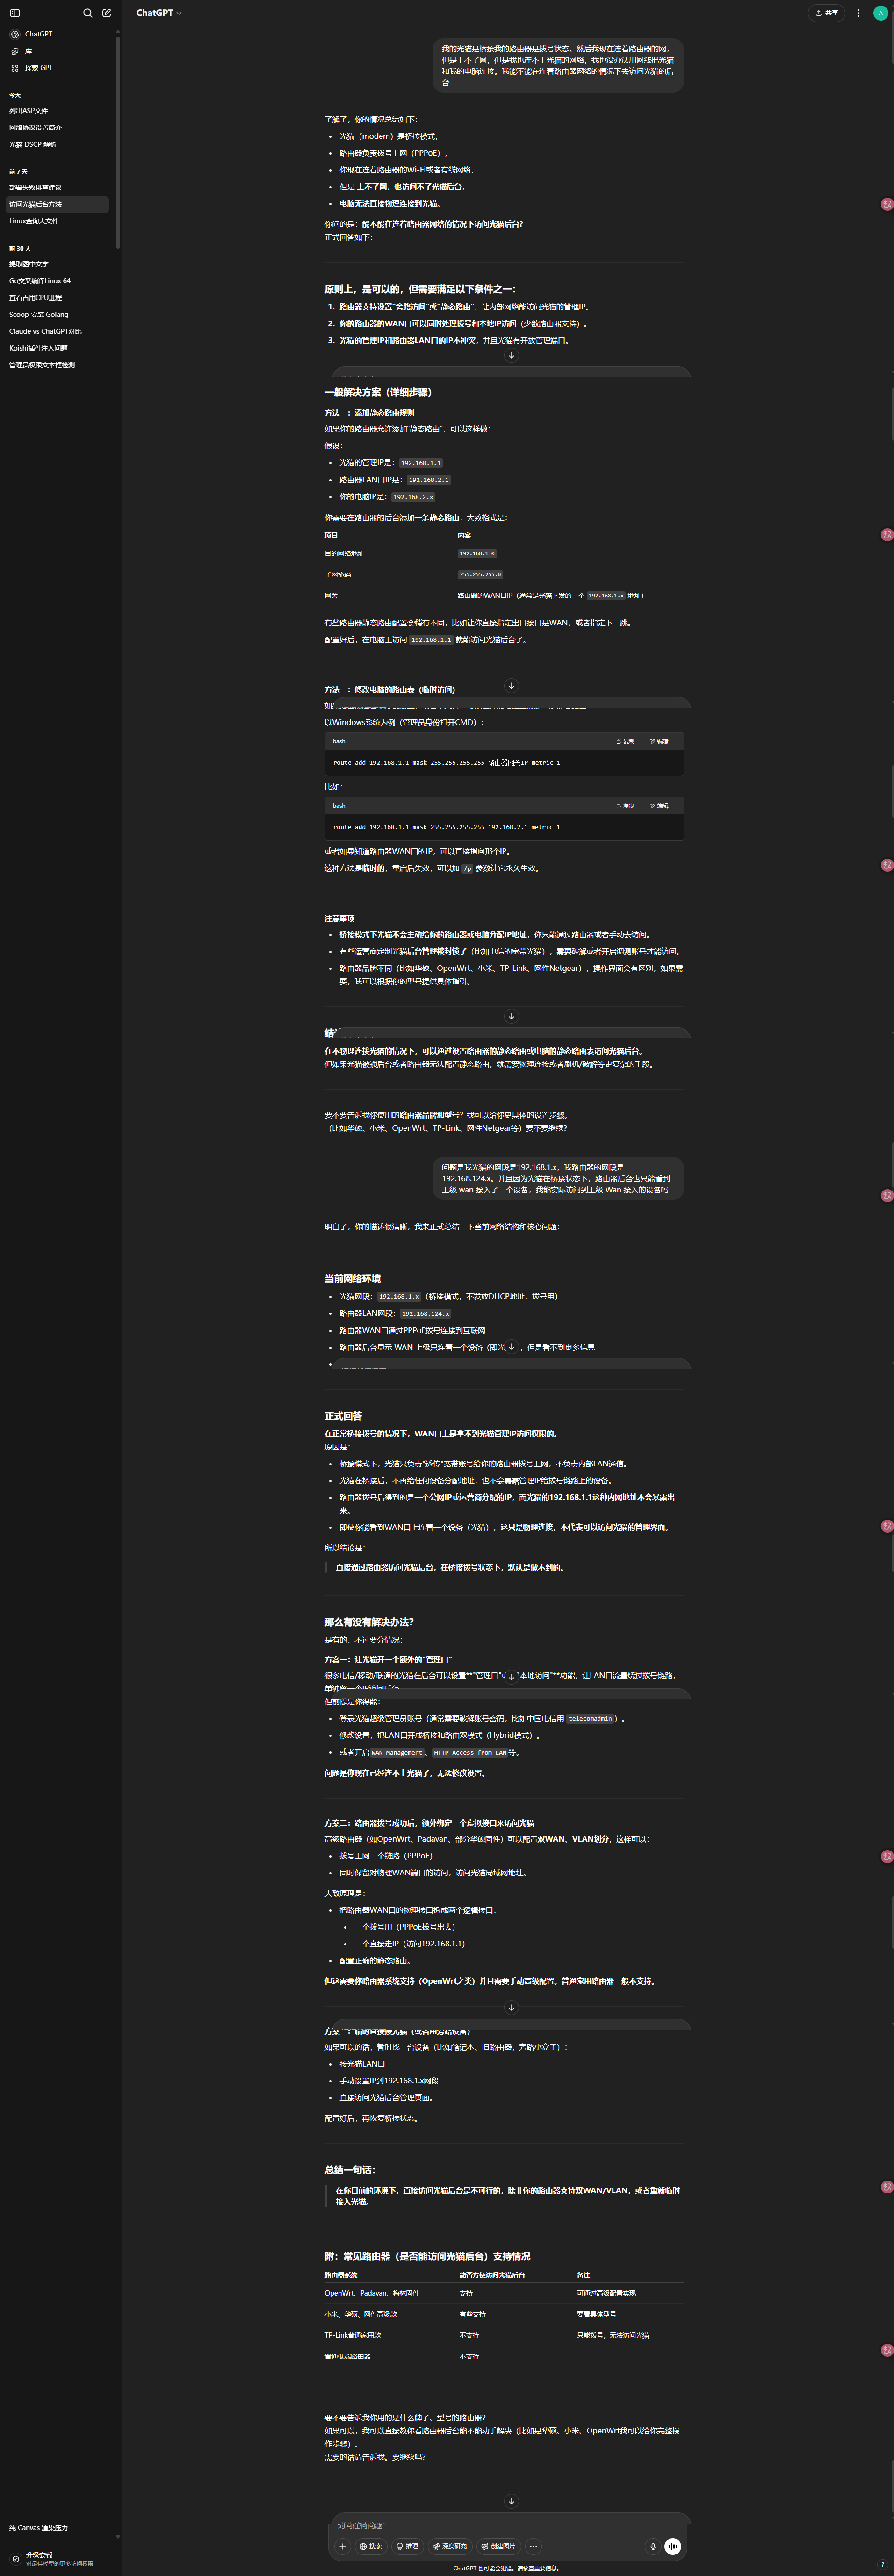 ChatGPT
共享
A
ChatGPT
库
探索 GPT
今天
列出ASP文件
网络协议设置简介
光猫 DSCP 解析
前 7 天
部署失败排查建议
访问光猫后台方法
Linux查询大文件
前 30 天
提取图中文字
Go交叉编译Linux 64
查看占用CPU进程
Scoop 安装 Golang
Claude vs ChatGPT对比
Koishi插件注入问题
管理员权限文本框检测
我的光猫是桥接我的路由器是拨号状态。然后我现在连着路由器的网，
但是上不了网，但是我也连不上光猫的网络，我也没办法用网线把光猫
和我的电脑连接。我能不能在连着路由器网络的情况下去访问光猫的后
台
了解了，你的情况总结如下：
• 光猫（modem）是桥接模式，
• 路由器负责拨号上网（PPPoE），
• 你现在连着路由器的Wi-Fi或者有线网络，
• 但是 上不了网，也访问不了光猫后台，
• 电脑无法直接物理连接到光猫。
你问的是：能不能在连着路由器网络的情况下访问光猫后台？
正式回答如下：
原则上，是可以的，但需要满足以下条件之一：
1. 路由器支持设置“旁路访问”或“静态路由”，让内部网络能访问光猫的管理IP。
2. 你的路由器的WAN口可以同时处理拨号和本地IP访问（少数路由器支持）。
3. 光猫的管理IP和路由器LAN口的IP不冲突，并且光猫有开放管理端口。
一般解决方案（详细步骤）
方法一：添加静态路由规则
如果你的路由器允许添加“静态路由”，可以这样做：
假设：
• 光猫的管理IP是：192.168.1.1
• 路由器LAN口IP是：192.168.2.1
• 你的电脑IP是：192.168.2.x
你需要在路由器的后台添加一条静态路由，大致格式是：
项目 内容
目的网络地址 192.168.1.0
子网掩码 255.255.255.0
网关 路由器的WAN口IP（通常是光猫下发的一个 192.168.1.x 地址）
有些路由器静态路由配置会稍有不同，比如让你直接指定出口接口是WAN，或者指定下一跳。
配置好后，在电脑上访问 192.168.1.1 就能访问光猫后台了。
方法二：修改电脑的路由表（临时访问）
以Windows系统为例（管理员身份打开CMD）：
bash 复制 编辑
route add 192.168.1.1 mask 255.255.255.255 路由器网关IP metric 1
比如：
bash 复制 编辑
route add 192.168.1.1 mask 255.255.255.255 192.168.2.1 metric 1
或者如果知道路由器WAN口的IP，可以直接指向那个IP。
这种方法是临时的，重启后失效，可以加 /p 参数让它永久生效。
注意事项
• 桥接模式下光猫不会主动给你的路由器或电脑分配IP地址，你只能通过路由器或者手动去访问。
• 有些运营商定制光猫后台管理被封锁了（比如电信的宽带光猫），需要破解或者开启调测账号才能访问。
• 路由器品牌不同（比如华硕、OpenWrt、小米、TP-Link、网件Netgear），操作界面会有区别，如果需
要，我可以根据你的型号提供具体指引。
在不物理连接光猫的情况下，可以通过设置路由器的静态路由或电脑的静态路由表访问光猫后台。
但如果光猫被锁后台或者路由器无法配置静态路由，就需要物理连接或者刷机/破解等更复杂的手段。
要不要告诉我你使用的路由器品牌和型号？我可以给你更具体的设置步骤。
（比如华硕、小米、OpenWrt、TP-Link、网件Netgear等）要不要继续？
问题是我光猫的网段是192.168.1.x，我路由器的网段是
192.168.124.x。并且因为光猫在桥接状态下，路由器后台也只能看到
上级 wan 接入了一个设备，我能实际访问到上级 Wan 接入的设备吗
明白了，你的描述很清晰，我来正式总结一下当前网络结构和核心问题：
当前网络环境
• 光猫网段：192.168.1.x（桥接模式，不发放DHCP地址，拨号用）
• 路由器LAN网段：192.168.124.x
• 路由器WAN口通过PPPoE拨号连接到互联网
• 路由器后台显示 WAN 上级只连着一个设备（即光 ，但是看不到更多信息
正式回答
在正常桥接拨号的情况下，WAN口上是拿不到光猫管理IP访问权限的。
原因是：
• 桥接模式下，光猫只负责“透传”宽带账号给你的路由器拨号上网，不负责内部LAN通信。
• 光猫在桥接后，不再给任何设备分配地址，也不会暴露管理IP给拨号链路上的设备。
• 路由器拨号后得到的是一个公网IP或运营商分配的IP，而光猫的192.168.1.1这种内网地址不会暴露出
来。
• 即使你能看到WAN口上连着一个设备（光猫），这只是物理连接，不代表可以访问光猫的管理界面。
所以结论是：
直接通过路由器访问光猫后台，在桥接拨号状态下，默认是做不到的。
那么有没有解决办法？
是有的，不过要分情况：
方案一：让光猫开一个额外的“管理口”
很多电信/移动/联通的光猫在后台可以设置**“管理口” “本地访问”**功能，让LAN口流量绕过拨号链路，
但前提是你得能：
• 登录光猫超级管理员账号（通常需要破解账号密码，比如中国电信用 telecomadmin）。
• 修改设置，把LAN口开成桥接和路由双模式（Hybrid模式）。
• 或者开启WAN Management、HTTP Access from LAN等。
问题是你现在已经连不上光猫了，无法修改设置。
方案二：路由器拨号成功后，额外绑定一个虚拟接口来访问光猫
高级路由器（如OpenWrt、Padavan、部分华硕固件）可以配置双WAN、VLAN划分，这样可以：
• 拨号上网一个链路（PPPoE）
• 同时保留对物理WAN端口的访问，访问光猫局域网地址。
大致原理是：
• 把路由器WAN口的物理接口拆成两个逻辑接口：
• 一个拨号用（PPPoE拨号出去）
• 一个直接走IP（访问192.168.1.1）
• 配置正确的静态路由。
但这需要你路由器系统支持（OpenWrt之类）并且需要手动高级配置。普通家用路由器一般不支持。
方案三：临时直接接光猫（或者用旁路设备）
如果可以的话，暂时找一台设备（比如笔记本、旧路由器，旁路小盒子）：
• 接光猫LAN口
• 手动设置IP到192.168.1.x网段
• 直接访问光猫后台管理页面。
配置好后，再恢复桥接状态。
总结一句话：
在你目前的环境下，直接访问光猫后台是不可行的，除非你的路由器支持双WAN/VLAN，或者重新临时
接入光猫。
附：常见路由器（是否能访问光猫后台）支持情况
路由器系统 能否方便访问光猫后台 备注
OpenWrt、Padavan、梅林固件 支持 可通过高级配置实现
小米、华硕、网件高级款 有些支持 要看具体型号
TP-Link普通家用款 不支持 只能拨号，无法访问光猫
普通低端路由器 不支持
要不要告诉我你用的是什么牌子、型号的路由器？
如果可以，我可以直接教你看路由器后台能不能动手解决（比如是华硕、小米、OpenWrt我可以给你完整操
作步骤）。
需要的话请告诉我。要继续吗？
询问任何问题
搜索 推理 深度研究 创建图片
ChatGPT 也可能会犯错。请核查重要信息。
纯 Canvas 渲染压力
升级套餐
对最佳模型的更多访问权限
?